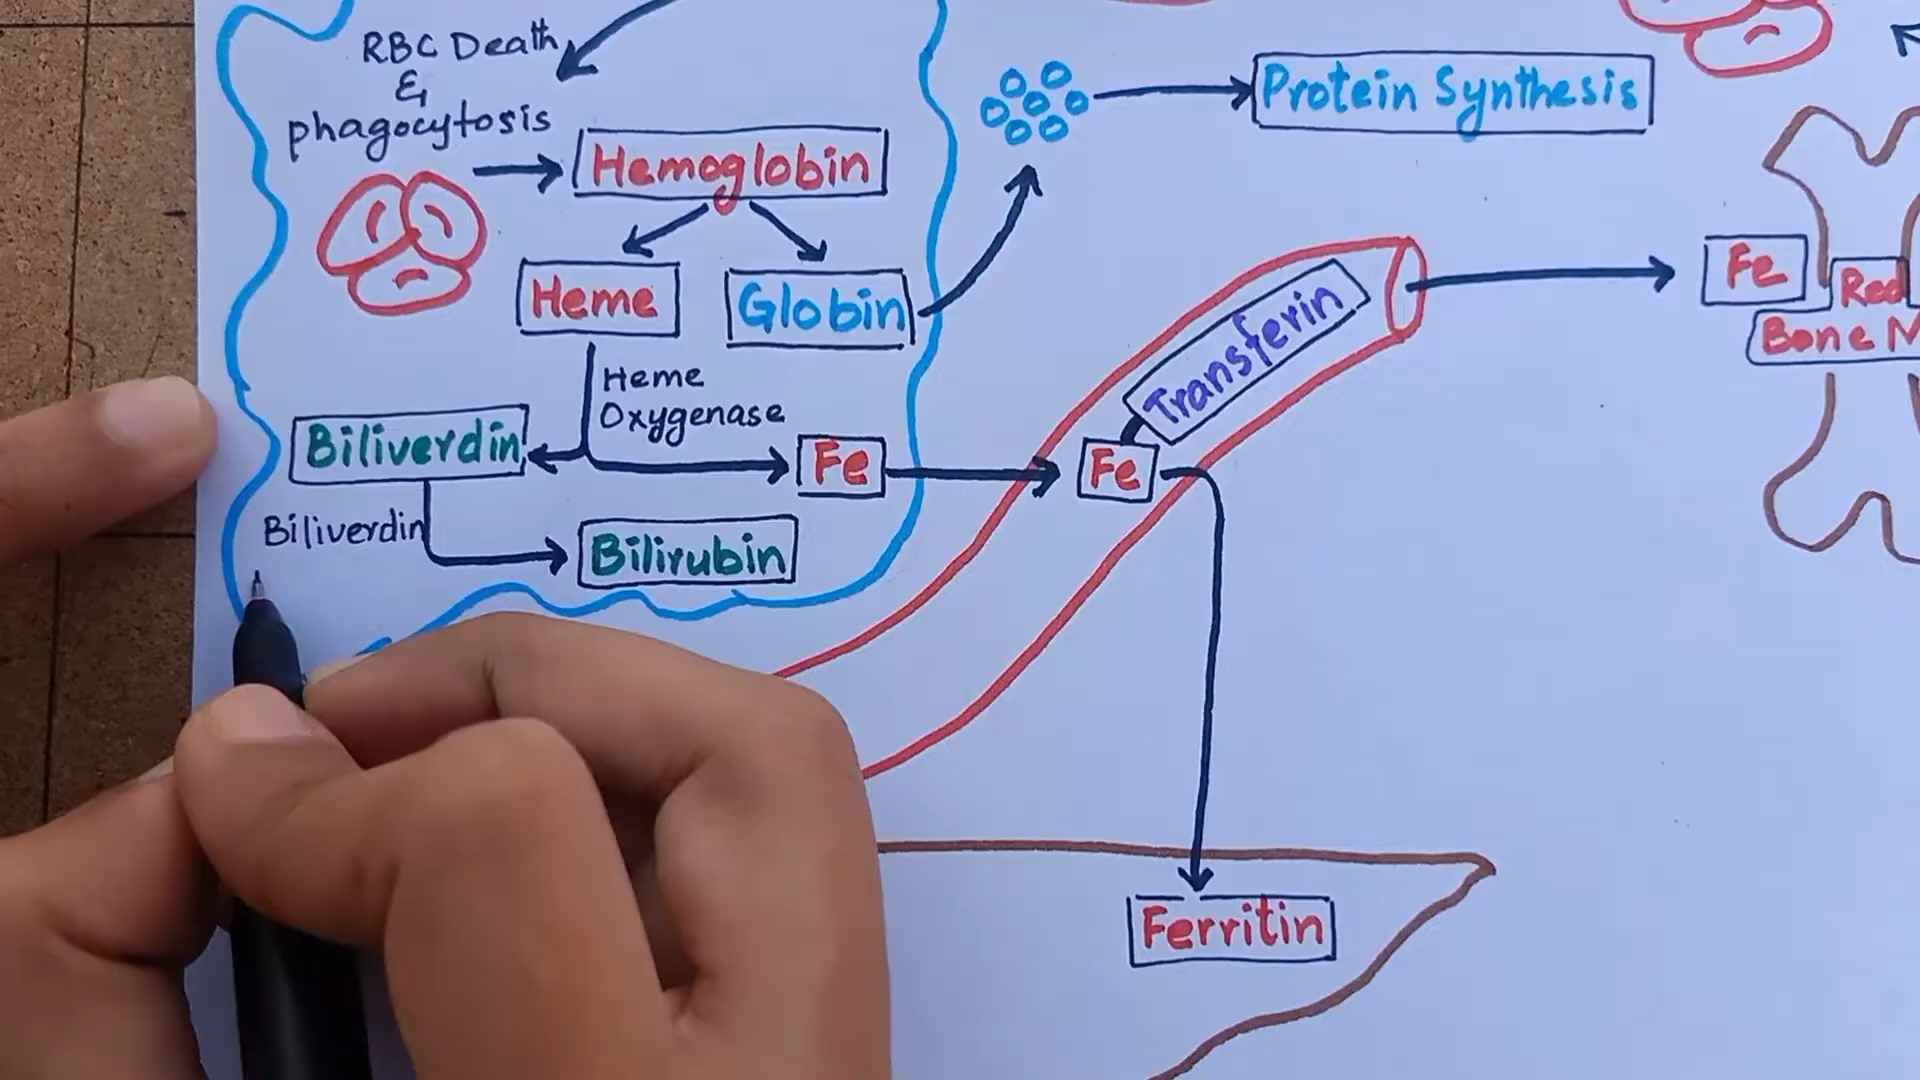 RBC Death
&
phagocytosis
Hemoglobin
Heme
Globin
Heme
Oxygenase
Biliverdin
Fe
Biliverdin
Bilirubin
Protein Synthesis
Transferin
Fe
Fe
Red
Bone M
Ferritin